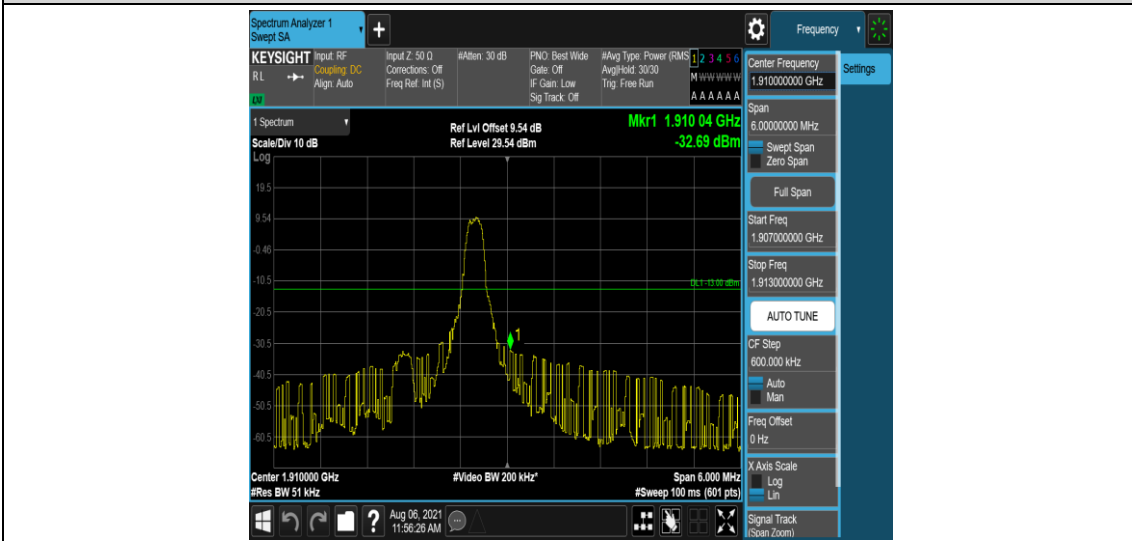 Spectrum Analyzer 1
Swept SA
+
Frequency
KEYSIGHT
RL
LXI
Input: RF
Coupling: DC
Align: Auto
Input Z: 50 Ω
Corrections: Off
Freq Ref: Int (S)
#Atten: 30 dB
PNO: Best Wide
Gate: Off
IF Gain: Low
Sig Track: Off
#Avg Type: Power (RMS
Avg|Hold: 30/30
Trig: Free Run
1 2 3 4 5 6
M W W W W W
A A A A A A
1 Spectrum
Scale/Div 10 dB
Log
Ref Lvl Offset 9.54 dB
Ref Level 29.54 dBm
Mkr1 1.910 04 GHz
-32.69 dBm
19.5
9.54
-0.46
-10.5
DL1 -13.00 dBm
-20.5
1
-30.5
-40.5
-50.5
-60.5
Center 1.910000 GHz
#Video BW 200 kHz*
Span 6.000 MHz
#Res BW 51 kHz
#Sweep 100 ms (601 pts)
?
Aug 06, 2021
11:56:26 AM
Center Frequency
1.910000000 GHz
Settings
Span
6.00000000 MHz
Swept Span
Zero Span
Full Span
Start Freq
1.907000000 GHz
Stop Freq
1.913000000 GHz
AUTO TUNE
CF Step
600.000 kHz
Auto
Man
Freq Offset
0 Hz
X Axis Scale
Log
Lin
Signal Track
(Span Zoom)